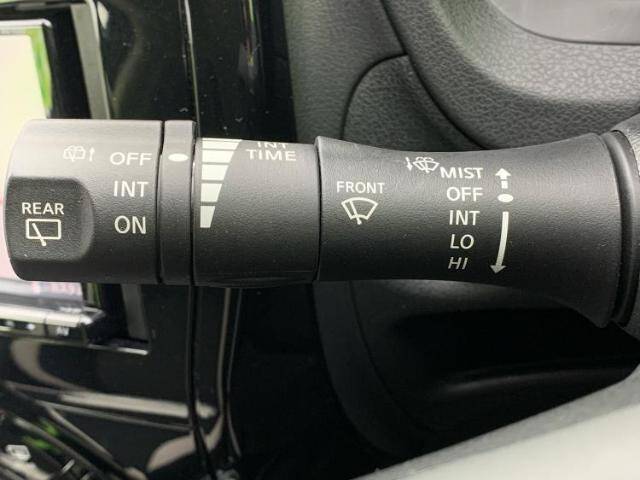 OFF
INT
ON
REAR
INT
TIME
FRONT
MIST
OFF
INT
LO
HI